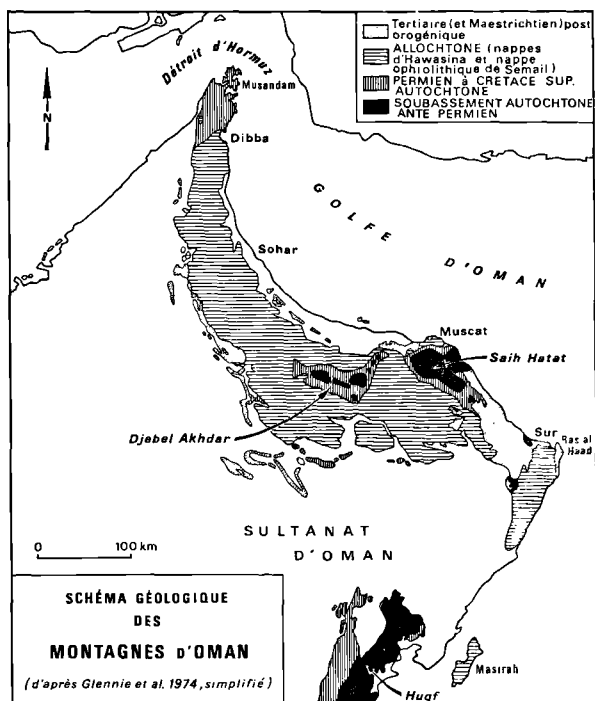 Tertiaire (et Maestrichtien) post
orogénique
ALLOCHTONE (nappes
d'Hawasina et nappe
ophiolithique de Semail)
PERMIEN à CRETACE SUP.
AUTOCHTONE
SOUBASSEMENT AUTOCHTONE
ANTE PERMIEN
Détroit d'Hormuz
Musandam
N
Dibba
GOLFE
D'OMAN
Sohar
Muscat
Saih Hatat
Djebel Akhdar
Sur
Ras al
Haad
SULTANAT
D'OMAN
0 100 km
SCHÉMA GÉOLOGIQUE
DES
MONTAGNES D'OMAN
(d'après Glennie et al. 1974, simplifié)
Masirah
Huqf